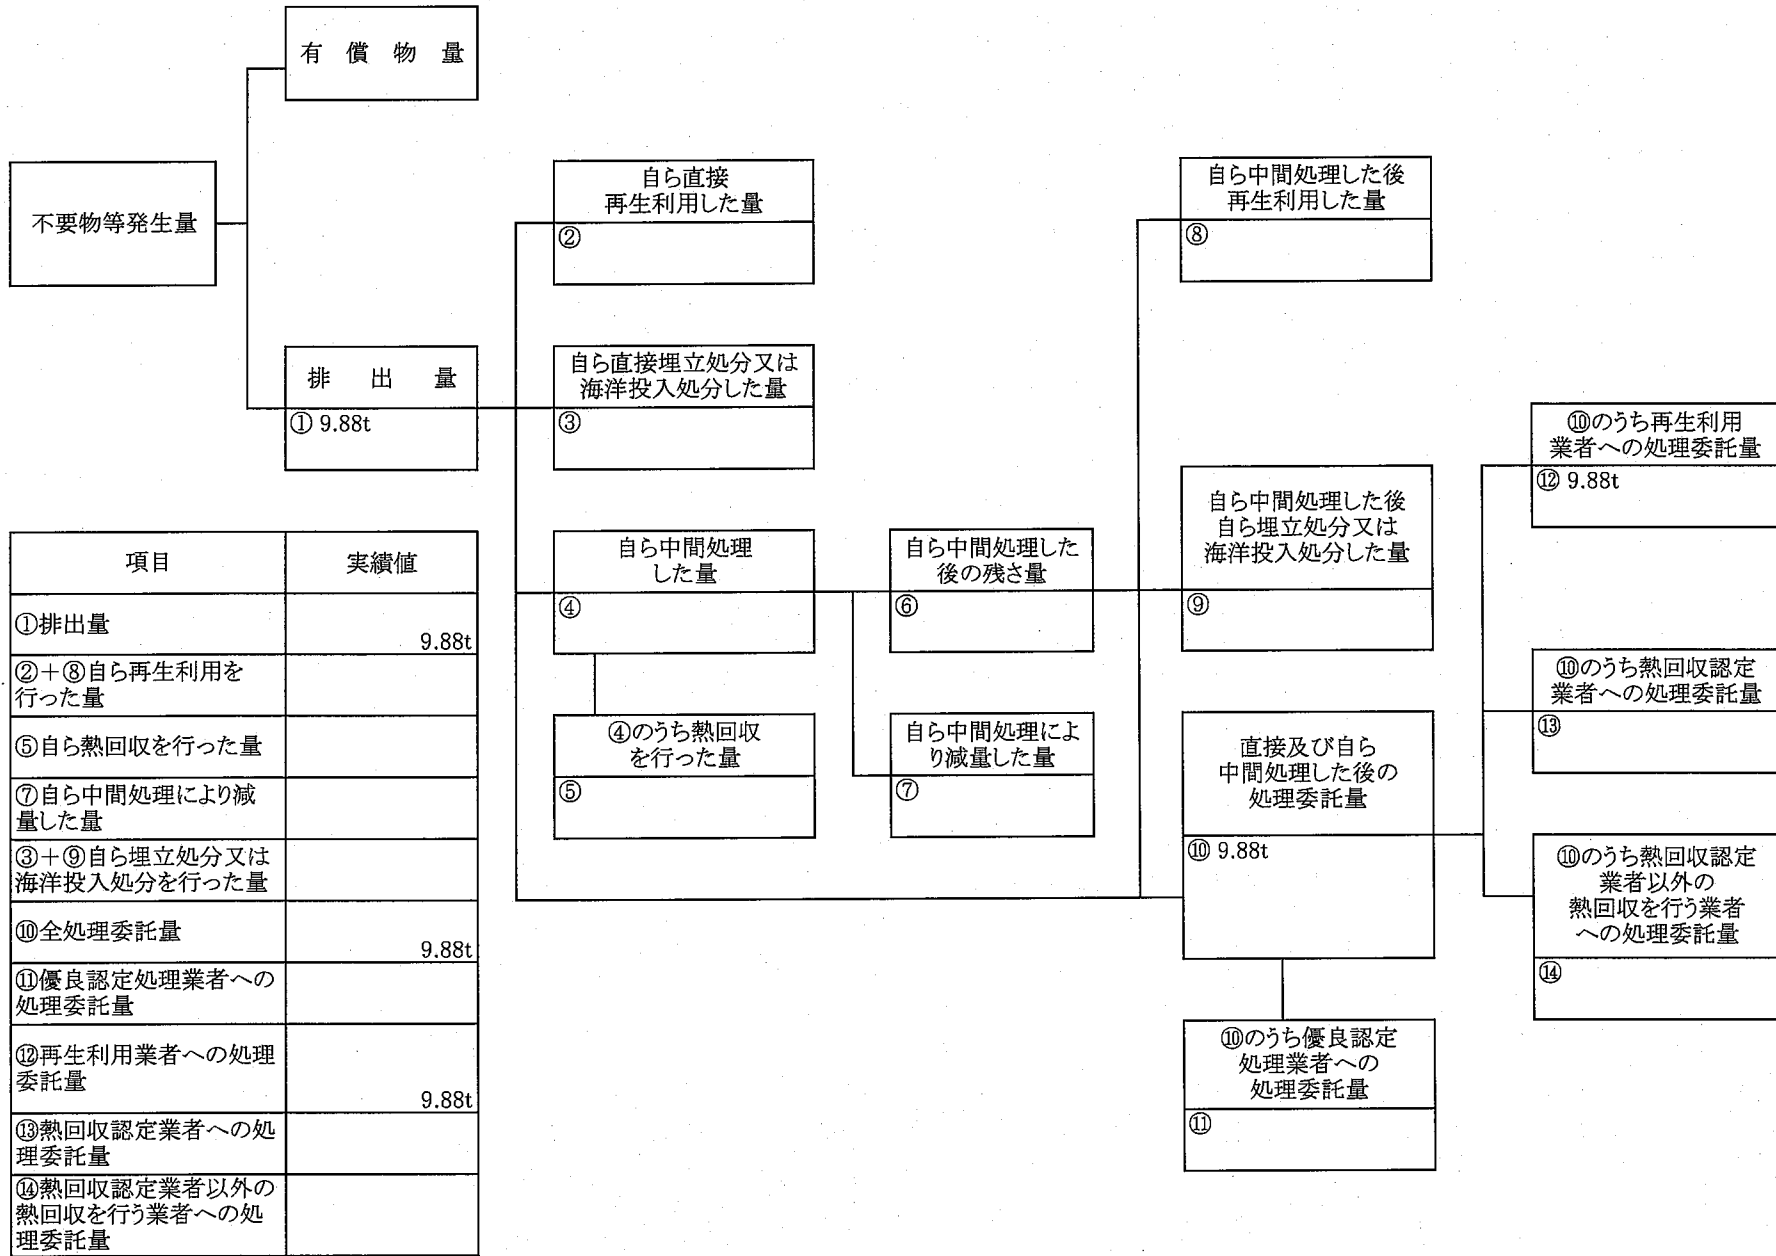 有償物量
不要物等発生量
排出量
① 9.88t
自ら直接
再生利用した量
②
自ら直接埋立処分又は
海洋投入処分した量
③
自ら中間処理
した量
④
④のうち熱回収
を行った量
⑤
自ら中間処理した
後の残さ量
⑥
自ら中間処理によ
り減量した量
⑦
自ら中間処理した後
再生利用した量
⑧
自ら中間処理した後
自ら埋立処分又は
海洋投入処分した量
⑨
直接及び自ら
中間処理した後の
処理委託量
⑩ 9.88t
⑩のうち優良認定
処理業者への
処理委託量
⑪
⑩のうち再生利用
業者への処理委託量
⑫ 9.88t
⑩のうち熱回収認定
業者への処理委託量
⑬
⑩のうち熱回収認定
業者以外の
熱回収を行う業者
への処理委託量
⑭
項目 実績値
①排出量
9.88t
②+⑧自ら再生利用を
行った量
⑤自ら熱回収を行った量
⑦自ら中間処理により減
量した量
③+⑨自ら埋立処分又は
海洋投入処分を行った量
⑩全処理委託量
9.88t
⑪優良認定処理業者への
処理委託量
⑫再生利用業者への処理
委託量
9.88t
⑬熱回収認定業者への処
理委託量
⑭熱回収認定業者以外の
熱回収を行う業者への処
理委託量